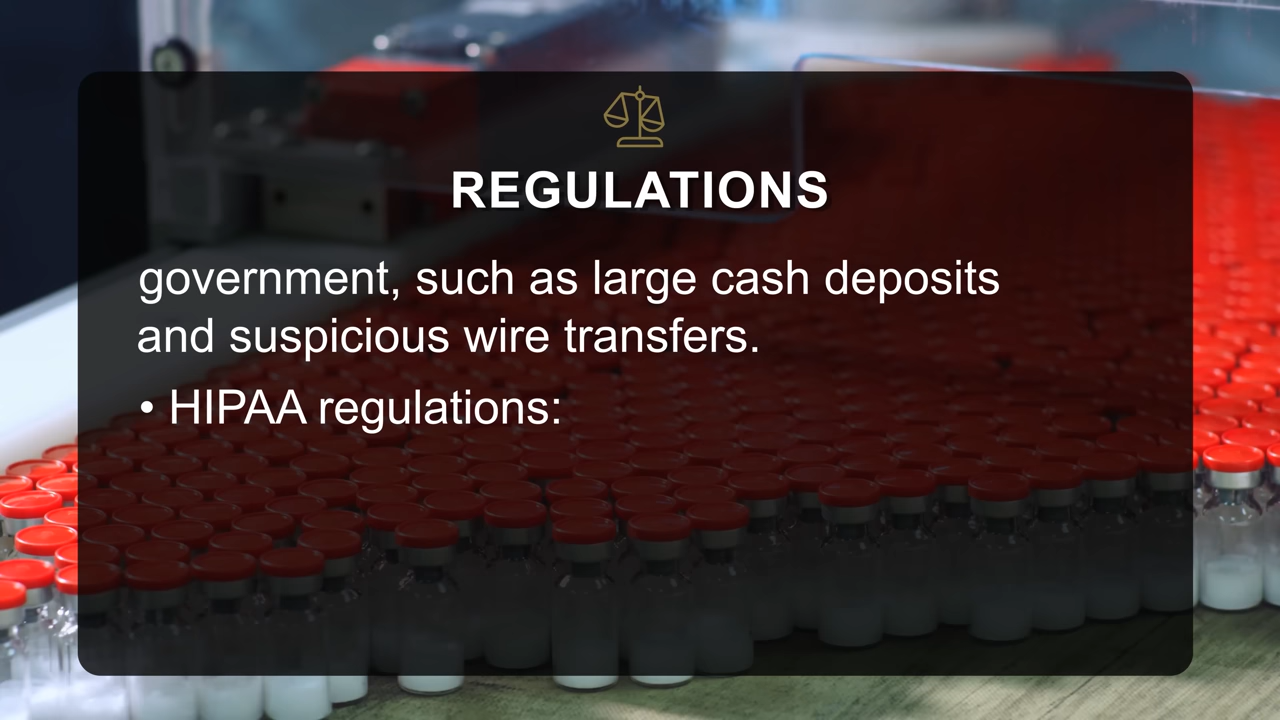 REGULATIONS
government, such as large cash deposits
and suspicious wire transfers.
• HIPAA regulations: